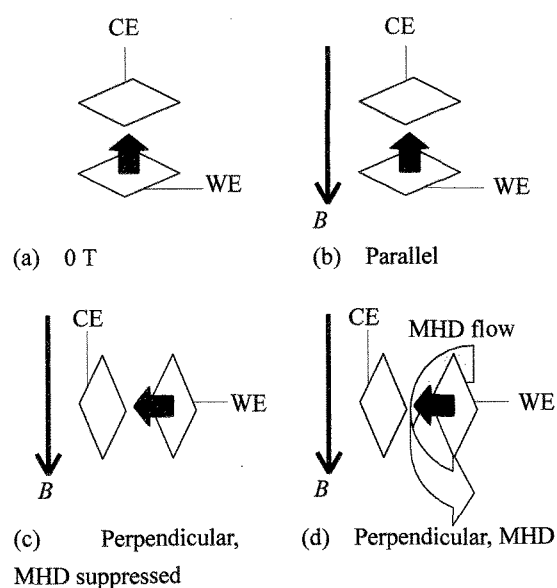 CE
WE
(a) 0 T
CE
WE
B
(b) Parallel
CE
WE
B
(c) Perpendicular,
MHD suppressed
CE
MHD flow
WE
B
(d) Perpendicular, MHD